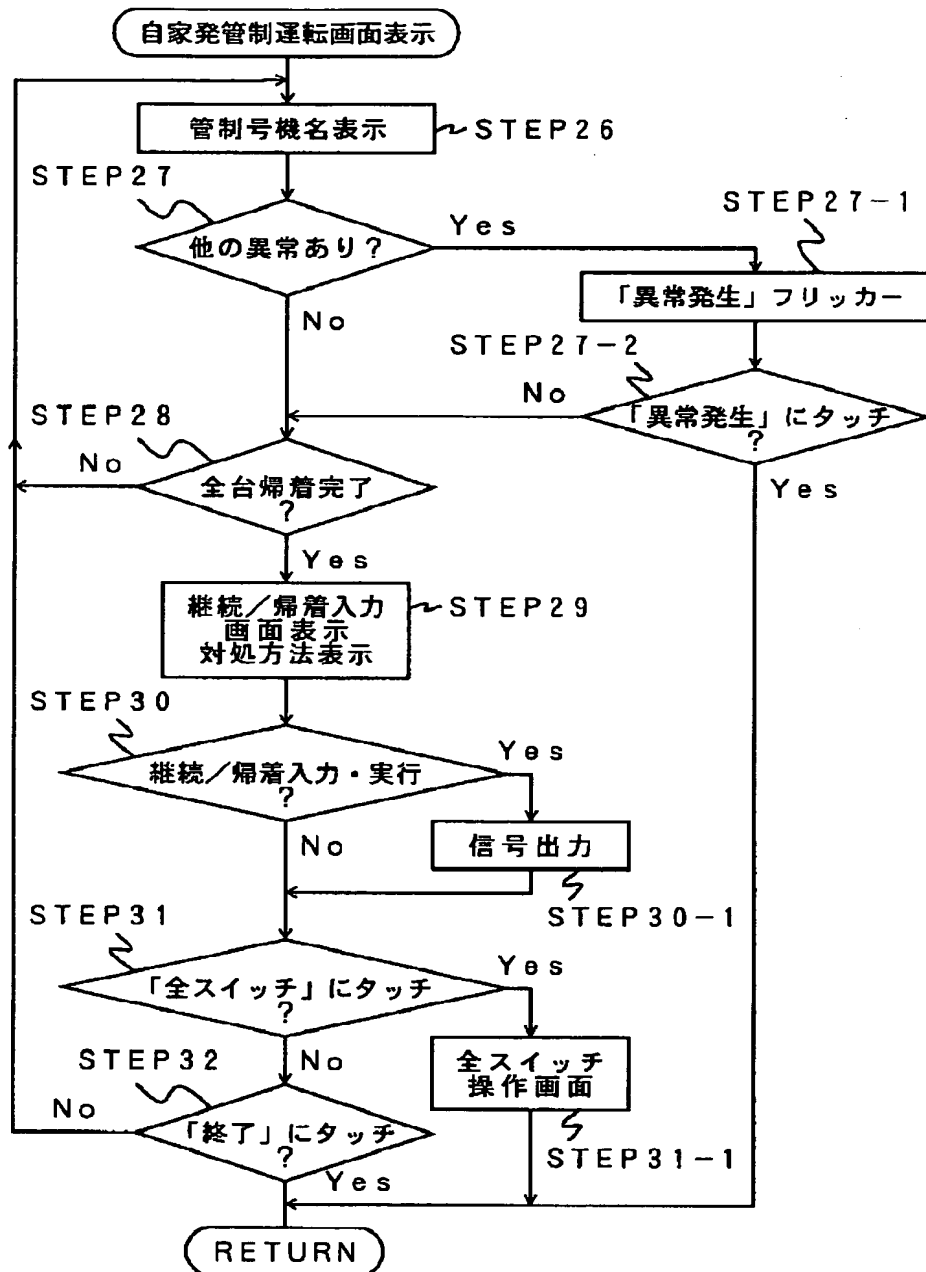 自家発管制運転画面表示
管制号機名表示
STEP26
STEP27
他の異常あり?
Yes
No
STEP27-1
「異常発生」フリッカー
STEP27-2
「異常発生」にタッチ
?
No
Yes
STEP28
全台帰着完了
?
No
Yes
継続/帰着入力
画面表示
対処方法表示
STEP29
STEP30
継続/帰着入力・実行
?
Yes
No
信号出力
STEP30-1
STEP31
「全スイッチ」にタッチ
?
Yes
No
全スイッチ
操作画面
STEP31-1
STEP32
「終了」にタッチ
?
No
Yes
RETURN